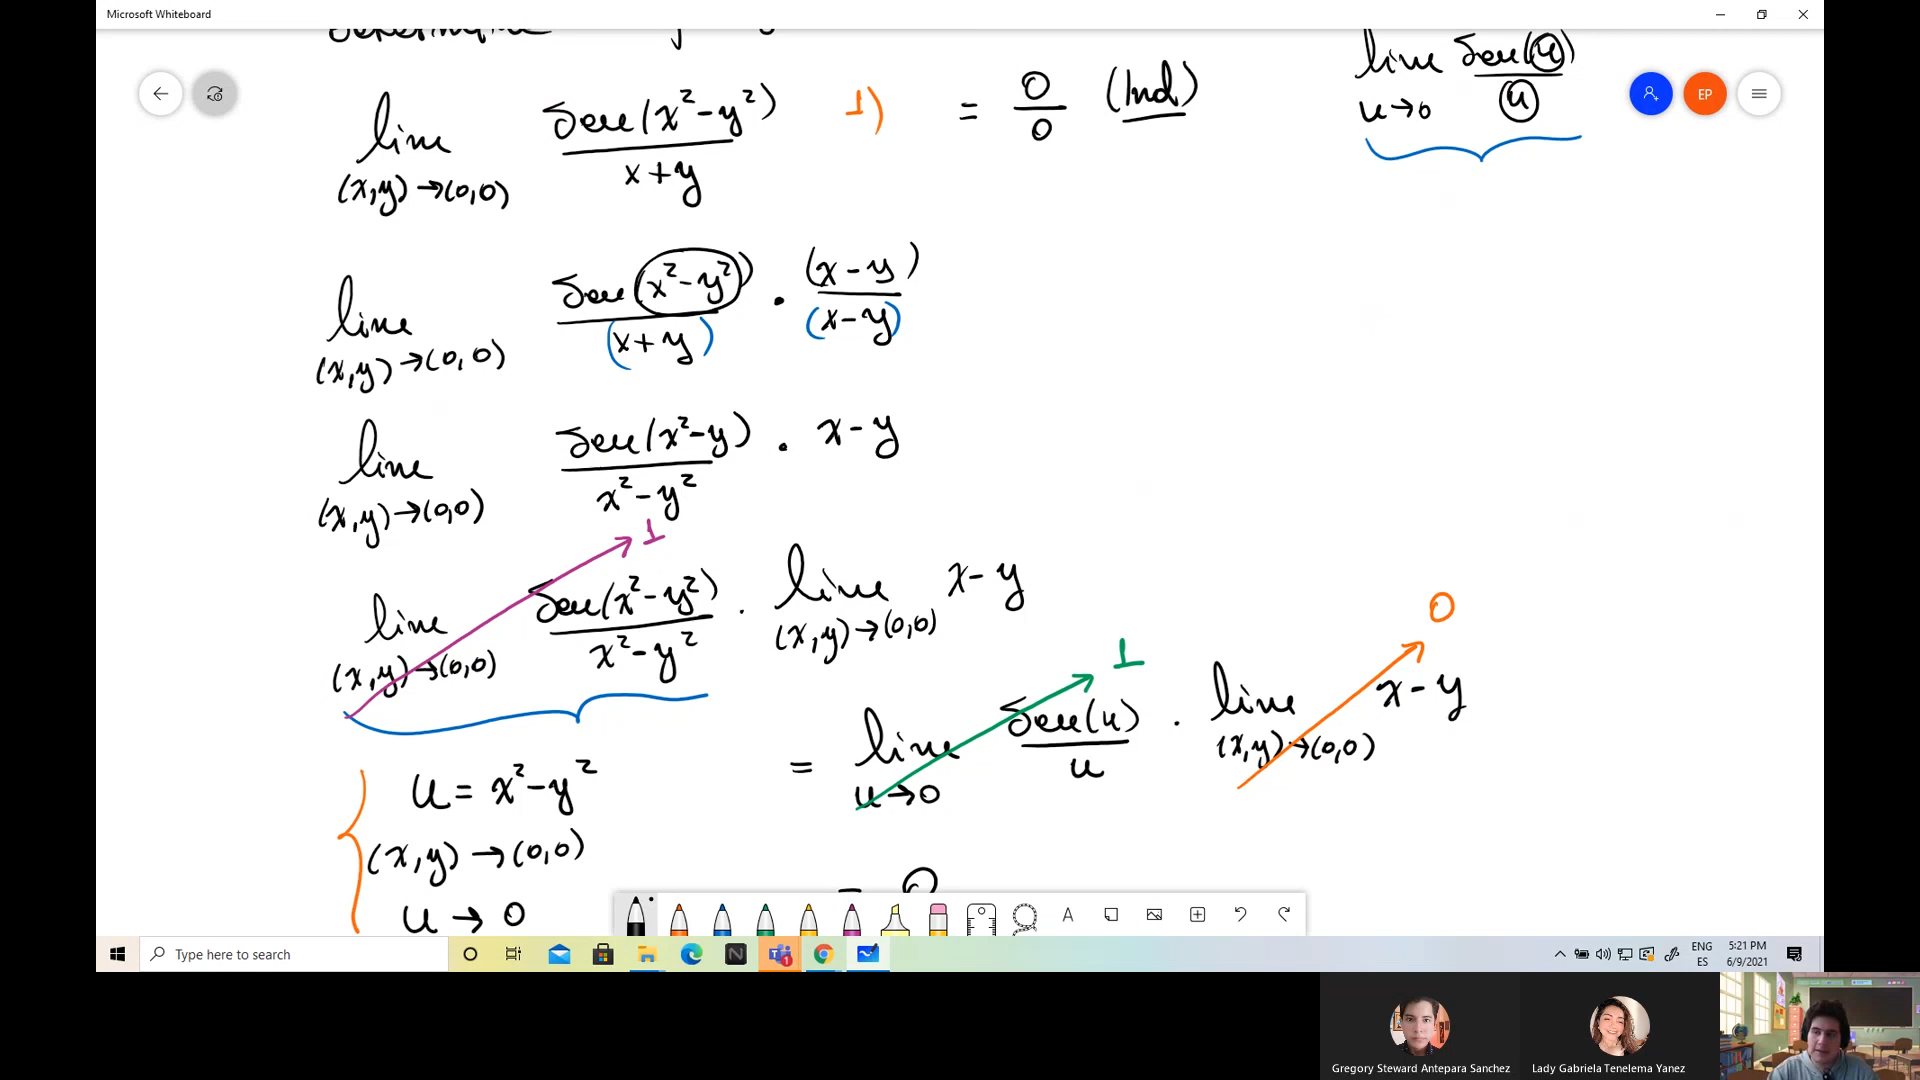 Microsoft Whiteboard
lim sen(x²-y²) / x+y 1) = 0/0 (Ind)
(x,y)→(0,0)
lim sen(u) / u
u→0
EP
lim sen(x²-y²) / (x+y) · (x-y) / (x-y)
(x,y)→(0,0)
lim sen(x²-y) / x²-y² · x-y
(x,y)→(0,0)
1
lim sen(x²-y²) / x²-y² · lim x-y
(x,y)→(0,0) (x,y)→(0,0)
1 0
= lim sen(u) / u · lim x-y
u→0 (x,y)→(0,0)
u = x²-y²
(x,y)→(0,0)
u→0
= 0
A
Type here to search
N
1
ENG
ES
5:21 PM
6/9/2021
Gregory Steward Antepara Sanchez
Lady Gabriela Tenelema Yanez